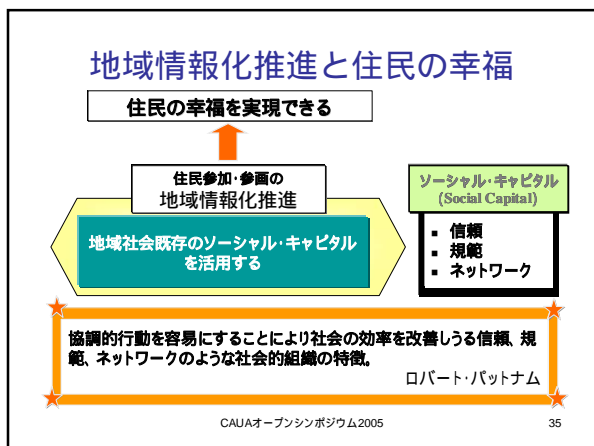 地域情報化推進と住民の幸福
住民の幸福を実現できる
住民参加・参画の
地域情報化推進
地域社会既存のソーシャル・キャピタル
を活用する
ソーシャル・キャピタル
(Social Capital)
信頼
規範
ネットワーク
協調的行動を容易にすることにより社会の効率を改善しうる信頼、規
範、ネットワークのような社会的組織の特徴。
ロバート・パットナム
CAUAオープンシンポジウム2005
35